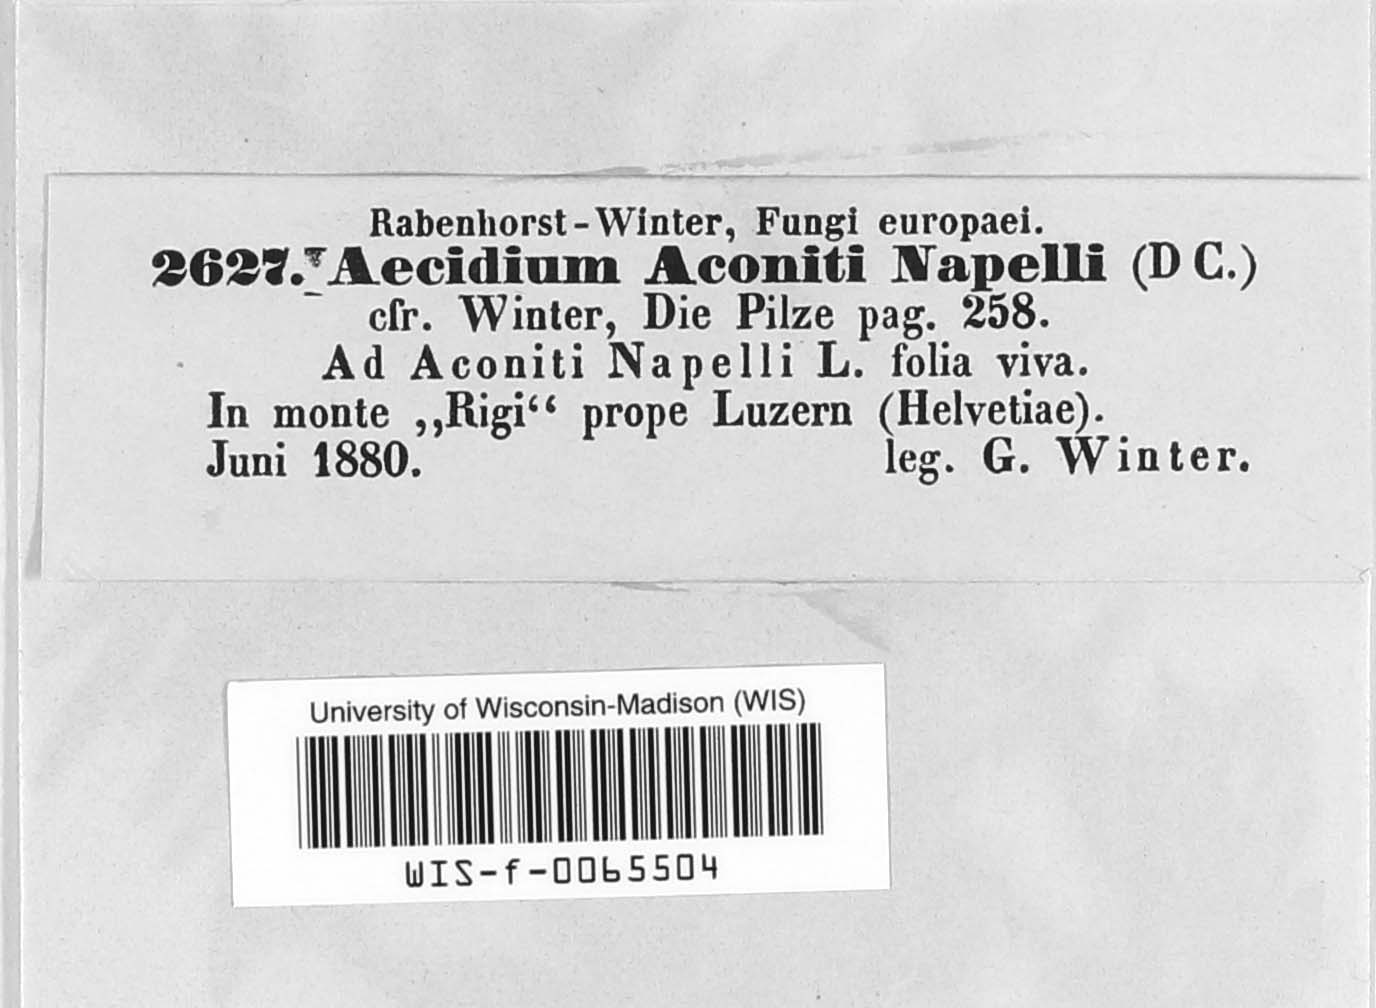 Rabenhorst-Winter, Fungi europaei.
2627. Aecidium Aconiti Napelli (D C.)
cfr. Winter, Die Pilze pag. 258.
Ad Aconiti Napelli L. folia viva.
In monte ,,Rigi“ prope Luzern (Helvetiae).
Juni 1880. leg. G. Winter.
University of Wisconsin-Madison (WIS)
WIS-f-0065504